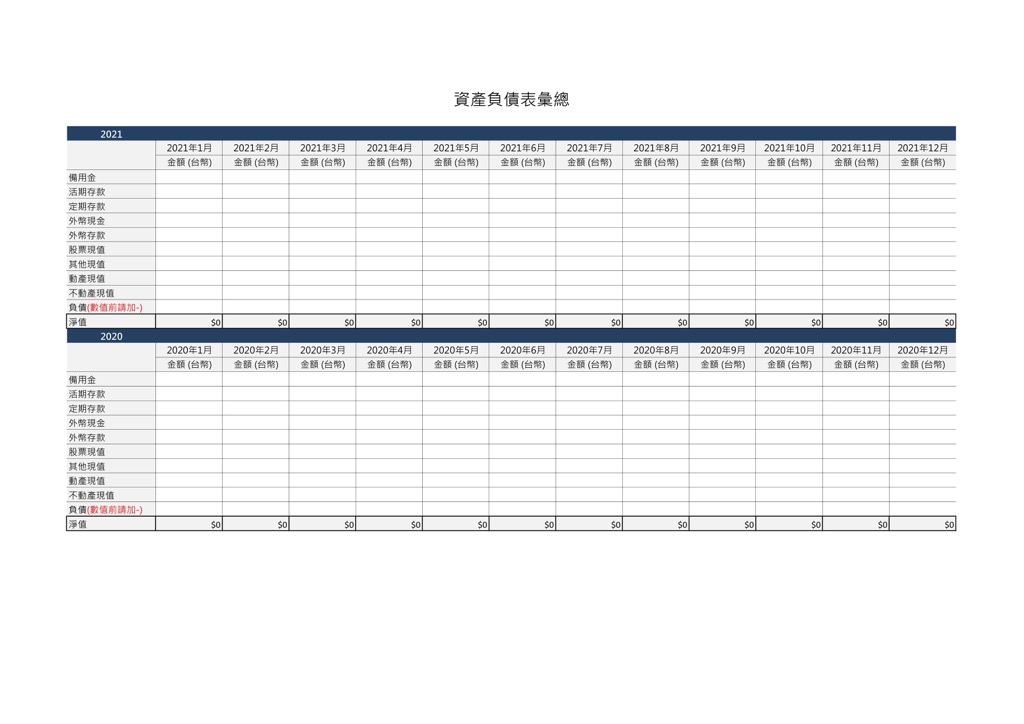 資產負債表彙總
2021
2021年1月 2021年2月 2021年3月 2021年4月 2021年5月 2021年6月 2021年7月 2021年8月 2021年9月 2021年10月 2021年11月 2021年12月
金額 (台幣) 金額 (台幣) 金額 (台幣) 金額 (台幣) 金額 (台幣) 金額 (台幣) 金額 (台幣) 金額 (台幣) 金額 (台幣) 金額 (台幣) 金額 (台幣) 金額 (台幣)
備用金
活期存款
定期存款
外幣現金
外幣存款
股票現值
其他現值
動產現值
不動產現值
負債(數值前請加-)
淨值 $0 $0 $0 $0 $0 $0 $0 $0 $0 $0 $0 $0
2020
2020年1月 2020年2月 2020年3月 2020年4月 2020年5月 2020年6月 2020年7月 2020年8月 2020年9月 2020年10月 2020年11月 2020年12月
金額 (台幣) 金額 (台幣) 金額 (台幣) 金額 (台幣) 金額 (台幣) 金額 (台幣) 金額 (台幣) 金額 (台幣) 金額 (台幣) 金額 (台幣) 金額 (台幣) 金額 (台幣)
備用金
活期存款
定期存款
外幣現金
外幣存款
股票現值
其他現值
動產現值
不動產現值
負債(數值前請加-)
淨值 $0 $0 $0 $0 $0 $0 $0 $0 $0 $0 $0 $0